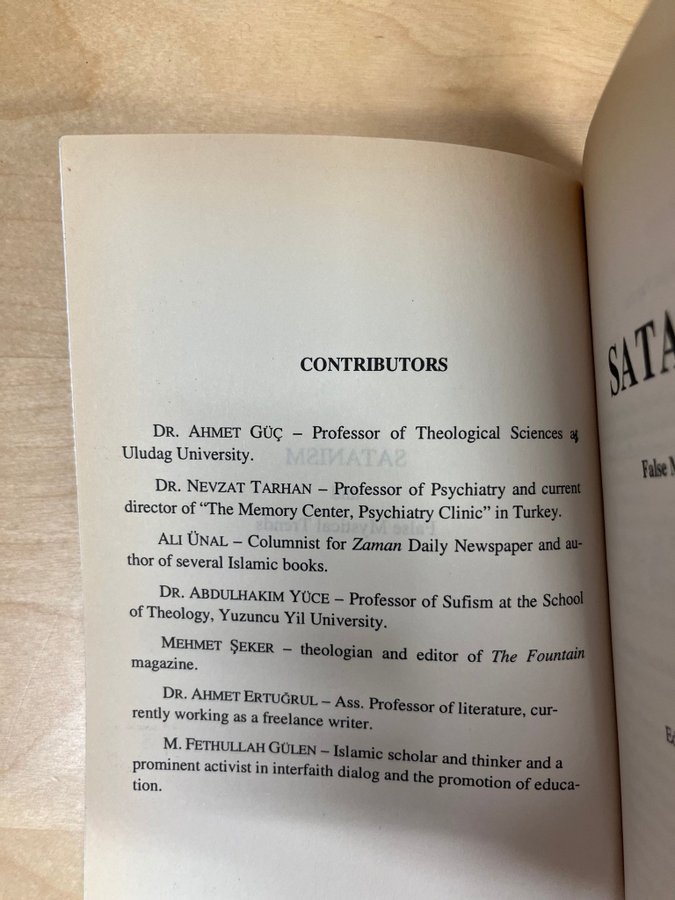 CONTRIBUTORS
DR. AHMET GÜÇ – Professor of Theological Sciences at
Uludag University.
DR. NEVZAT TARHAN – Professor of Psychiatry and current
director of "The Memory Center, Psychiatry Clinic" in Turkey.
ALI ÜNAL – Columnist for Zaman Daily Newspaper and au-
thor of several Islamic books.
DR. ABDULHAKIM YÜCE – Professor of Sufism at the School
of Theology, Yuzuncu Yil University.
MEHMET ŞEKER – theologian and editor of The Fountain
magazine.
DR. AHMET ERTUĞRUL – Ass. Professor of literature, cur-
rently working as a freelance writer.
M. FETHULLAH GÜLEN – Islamic scholar and thinker and a
prominent activist in interfaith dialog and the promotion of educa-
tion.
SATA
False M